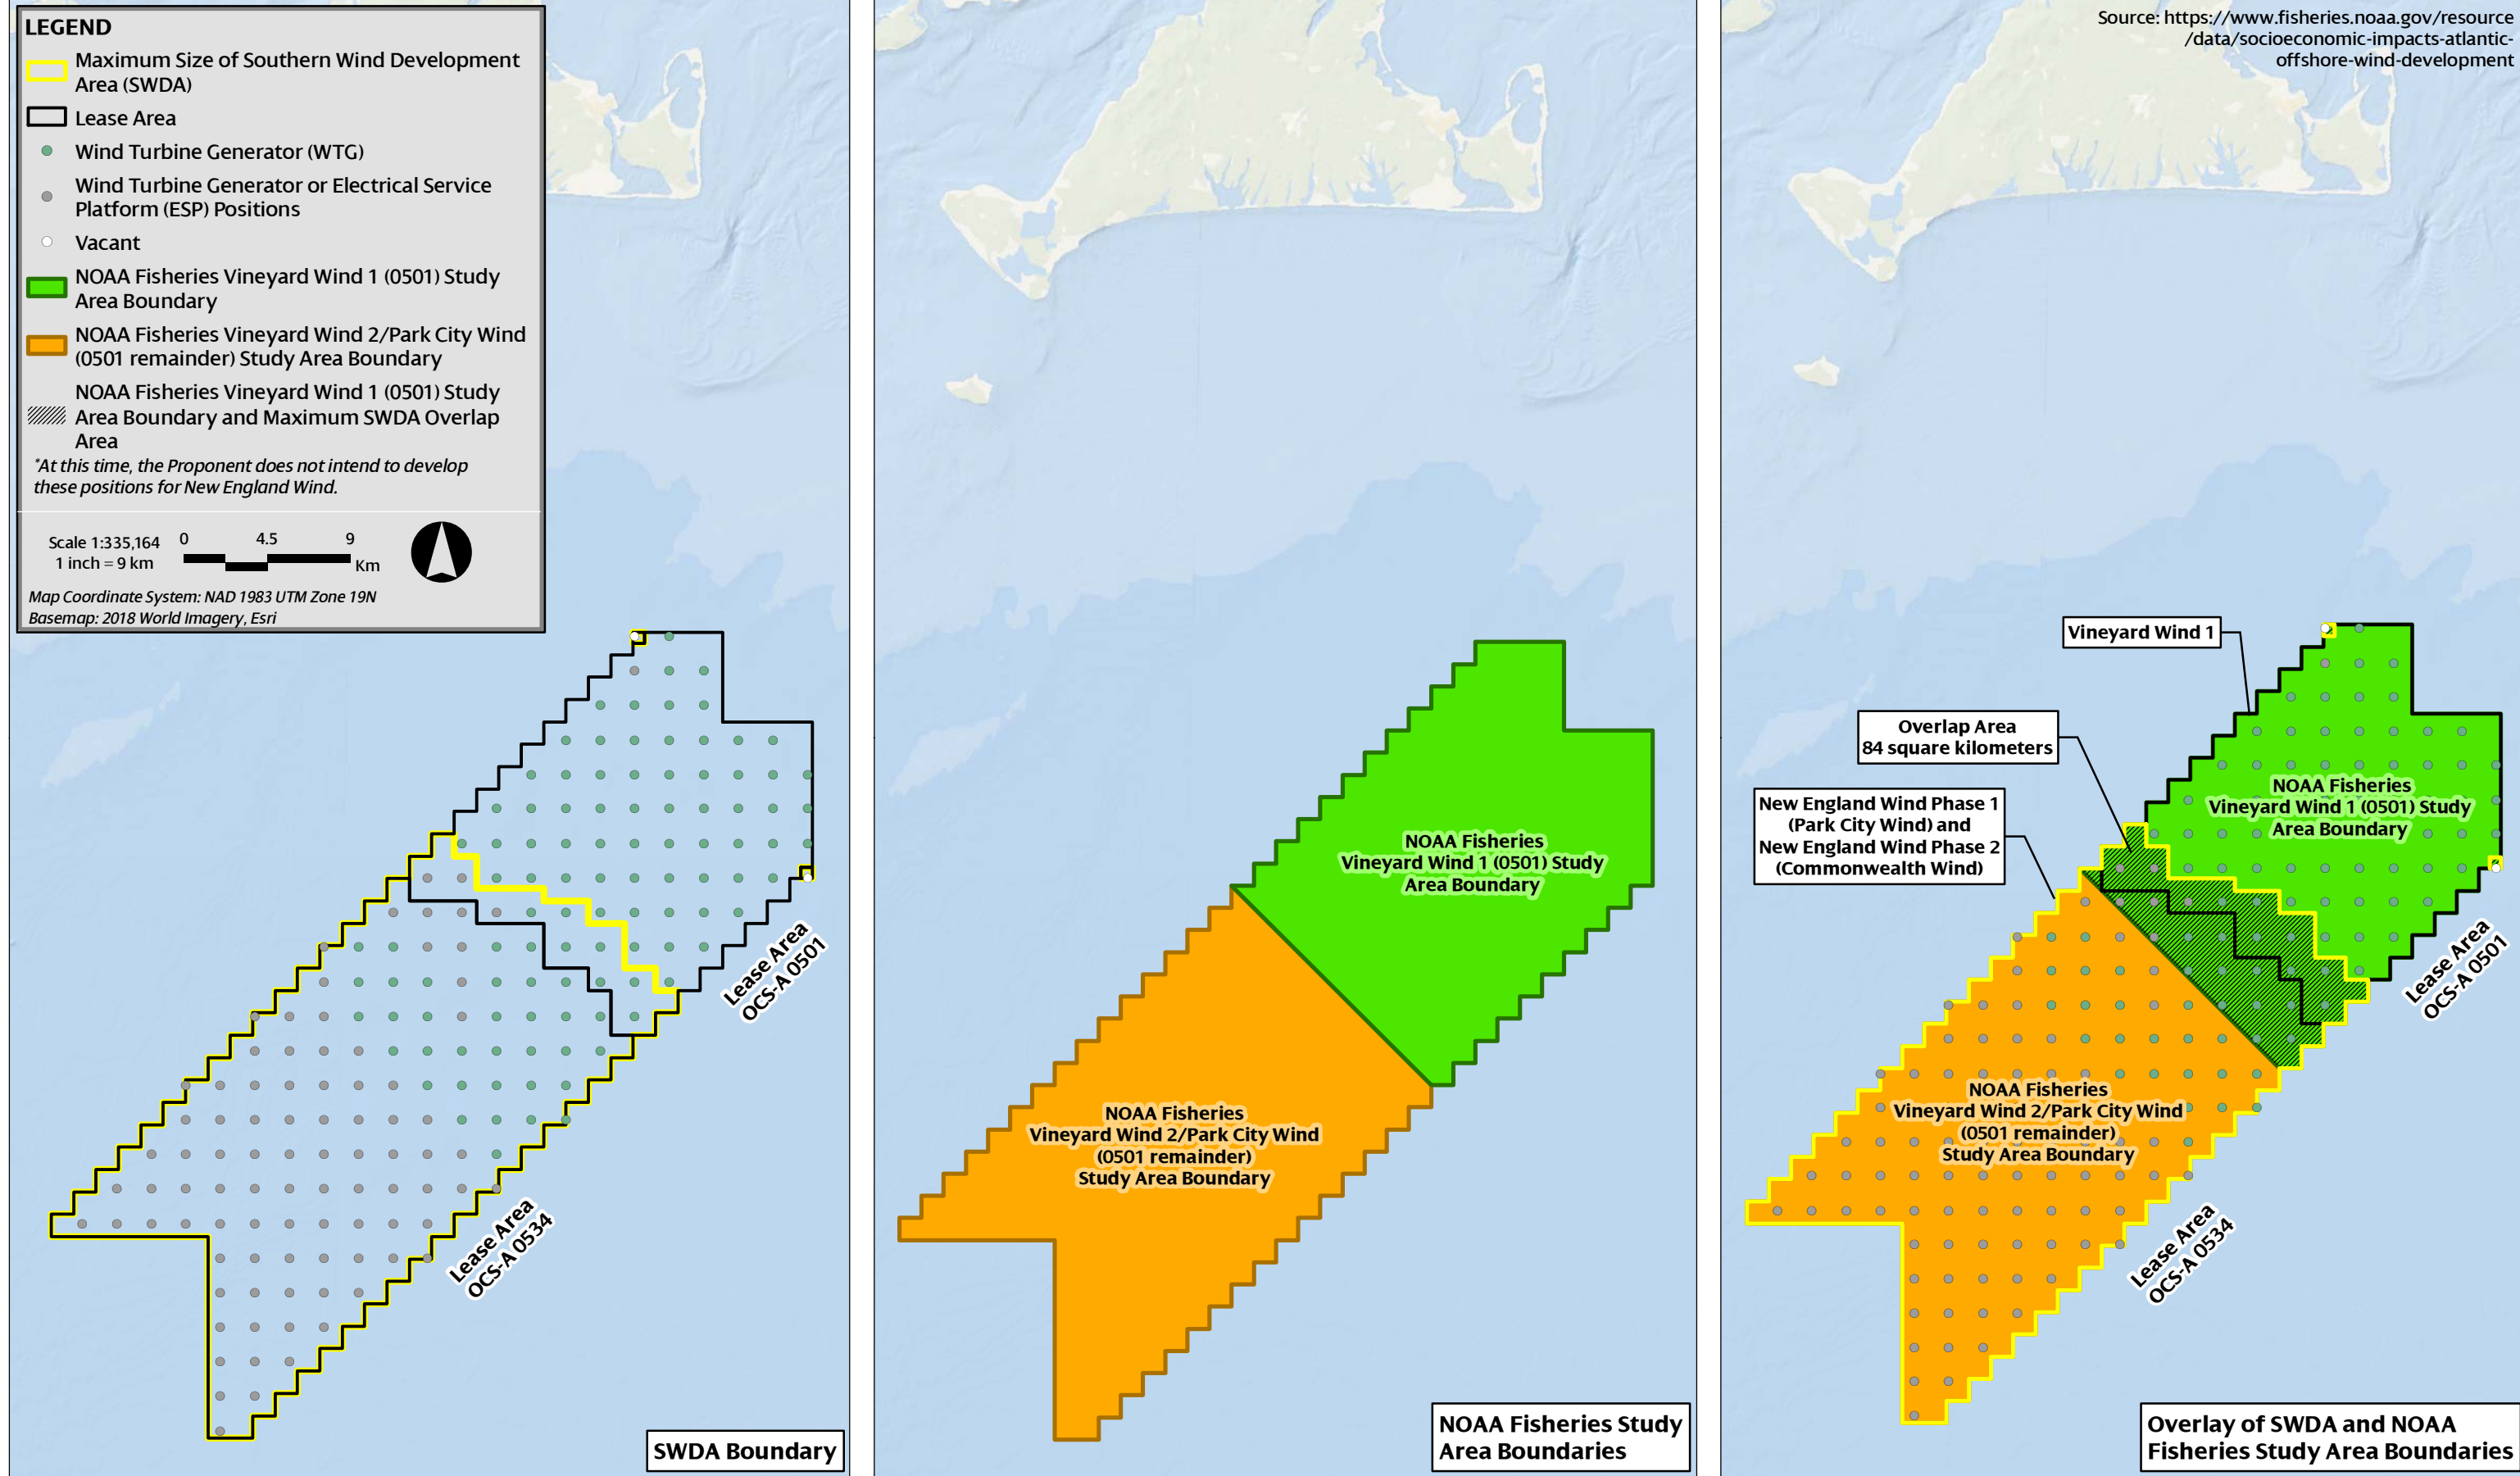 LEGEND
Maximum Size of Southern Wind Development
Area (SWDA)
Lease Area
Wind Turbine Generator (WTG)
Wind Turbine Generator or Electrical Service
Platform (ESP) Positions
Vacant
NOAA Fisheries Vineyard Wind 1 (0501) Study
Area Boundary
NOAA Fisheries Vineyard Wind 2/Park City Wind
(0501 remainder) Study Area Boundary
NOAA Fisheries Vineyard Wind 1 (0501) Study
Area Boundary and Maximum SWDA Overlap
Area
*At this time, the Proponent does not intend to develop
these positions for New England Wind.
Scale 1:335,164
1 inch = 9 km
0 4.5 9
Km
Map Coordinate System: NAD 1983 UTM Zone 19N
Basemap: 2018 World Imagery, Esri
Lease Area
OCS-A 0501
Lease Area
OCS-A 0534
SWDA Boundary
NOAA Fisheries
Vineyard Wind 1 (0501) Study
Area Boundary
NOAA Fisheries
Vineyard Wind 2/Park City Wind
(0501 remainder)
Study Area Boundary
NOAA Fisheries Study
Area Boundaries
Source: https://www.fisheries.noaa.gov/resource
/data/socioeconomic-impacts-atlantic-
offshore-wind-development
Vineyard Wind 1
Overlap Area
84 square kilometers
New England Wind Phase 1
(Park City Wind) and
New England Wind Phase 2
(Commonwealth Wind)
NOAA Fisheries
Vineyard Wind 1 (0501) Study
Area Boundary
Lease Area
OCS-A 0501
NOAA Fisheries
Vineyard Wind 2/Park City Wind
(0501 remainder)
Study Area Boundary
Lease Area
OCS-A 0534
Overlay of SWDA and NOAA
Fisheries Study Area Boundaries